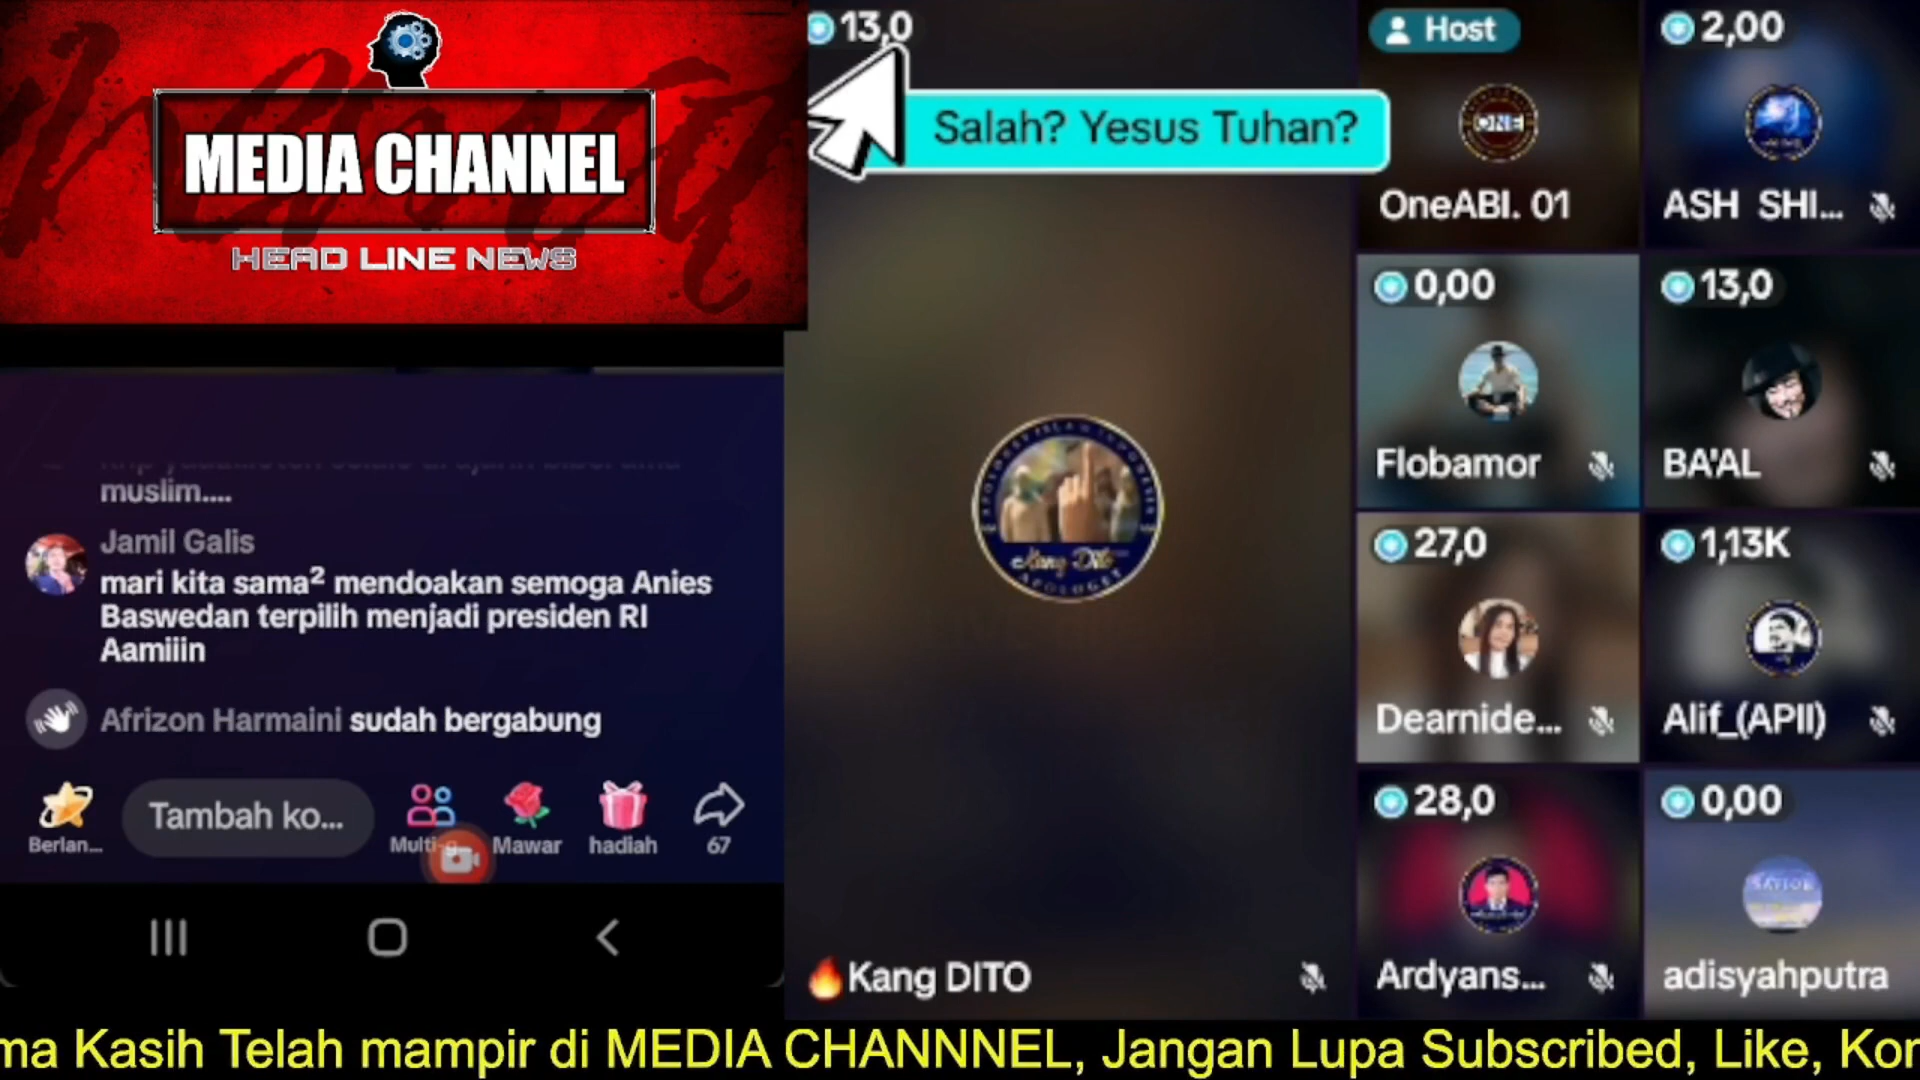 MEDIA CHANNEL
HEAD LINE NEWS
muslim....
Jamil Galis
mari kita sama² mendoakan semoga Anies
Baswedan terpilih menjadi presiden RI
Aamiiin
Afrizon Harmaini sudah bergabung
Berlan...
Tambah ko...
Multi-g...
Mawar
hadiah
67
13,0
Salah? Yesus Tuhan?
Kang Dito
APOLOGET
Kang DITO
Host
ONE
OneABI. 01
2,00
ASH SHI...
0,00
Flobamor
13,0
BA'AL
27,0
Dearnide...
1,13K
Alif_(APII)
28,0
Ardyans...
0,00
adisyahputra
ma Kasih Telah mampir di MEDIA CHANNNEL, Jangan Lupa Subscribed, Like, Kor